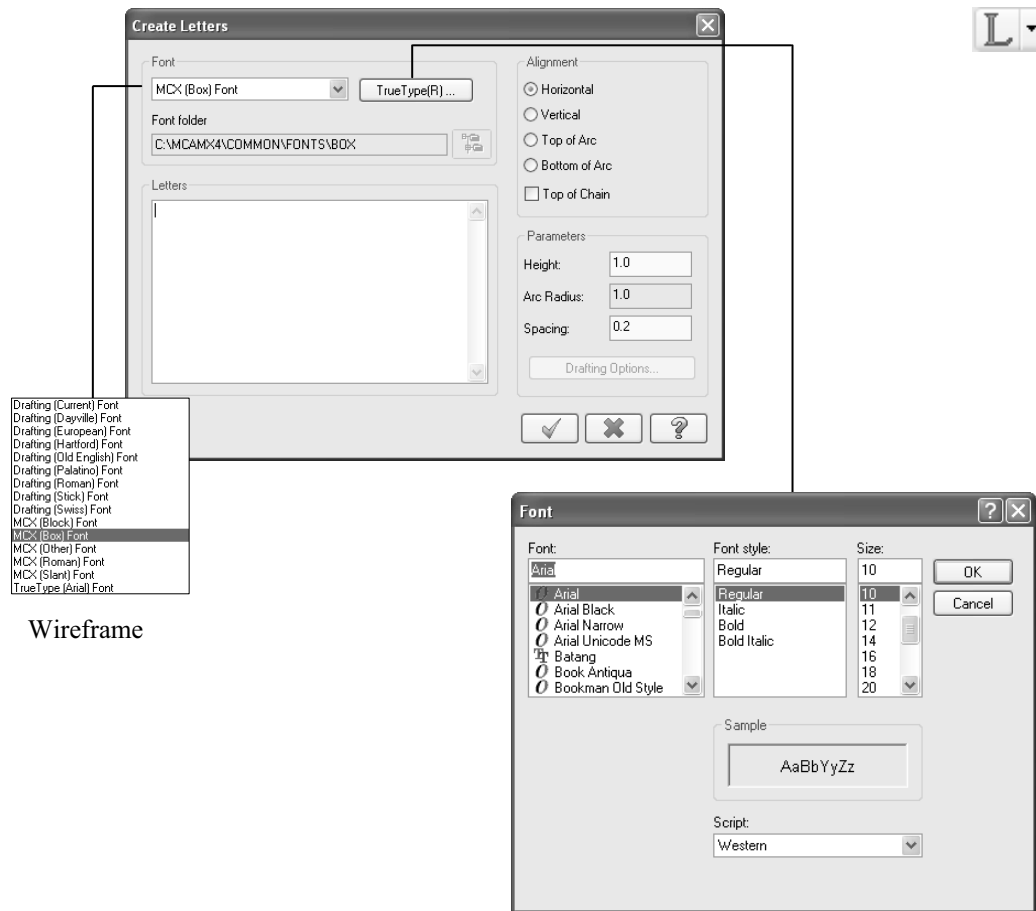 Create Letters
L
Font
MCX (Box) Font
TrueType(R) ...
Font folder
C:\MCAMX4\COMMON\FONTS\BOX
Letters
Alignment
Horizontal
Vertical
Top of Arc
Bottom of Arc
Top of Chain
Parameters
Height: 1.0
Arc Radius: 1.0
Spacing: 0.2
Drafting Options...
?
Drafting (Current) Font
Drafting (Dayville) Font
Drafting (European) Font
Drafting (Hartford) Font
Drafting (Old English) Font
Drafting (Palatino) Font
Drafting (Roman) Font
Drafting (Stick) Font
Drafting (Swiss) Font
MCX (Block) Font
MCX (Box) Font
MCX (Other) Font
MCX (Roman) Font
MCX (Slant) Font
TrueType (Arial) Font
Wireframe
Font
?
Font:
Arial
Arial
Arial Black
Arial Narrow
Arial Unicode MS
Batang
Book Antiqua
Bookman Old Style
Font style:
Regular
Regular
Italic
Bold
Bold Italic
Size:
10
10
11
12
14
16
18
20
OK
Cancel
Sample
AaBbYyZz
Script:
Western